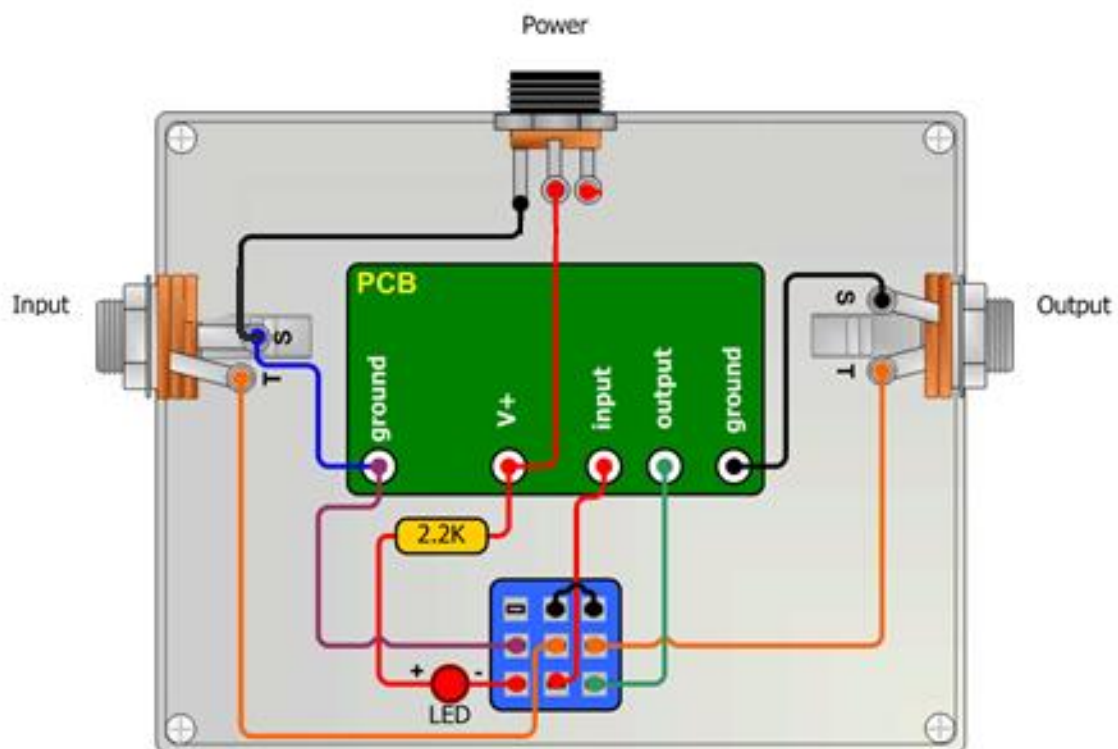 Power
Input
S
T
PCB
ground
V+
input
output
ground
S
T
Output
2.2K
+
-
LED